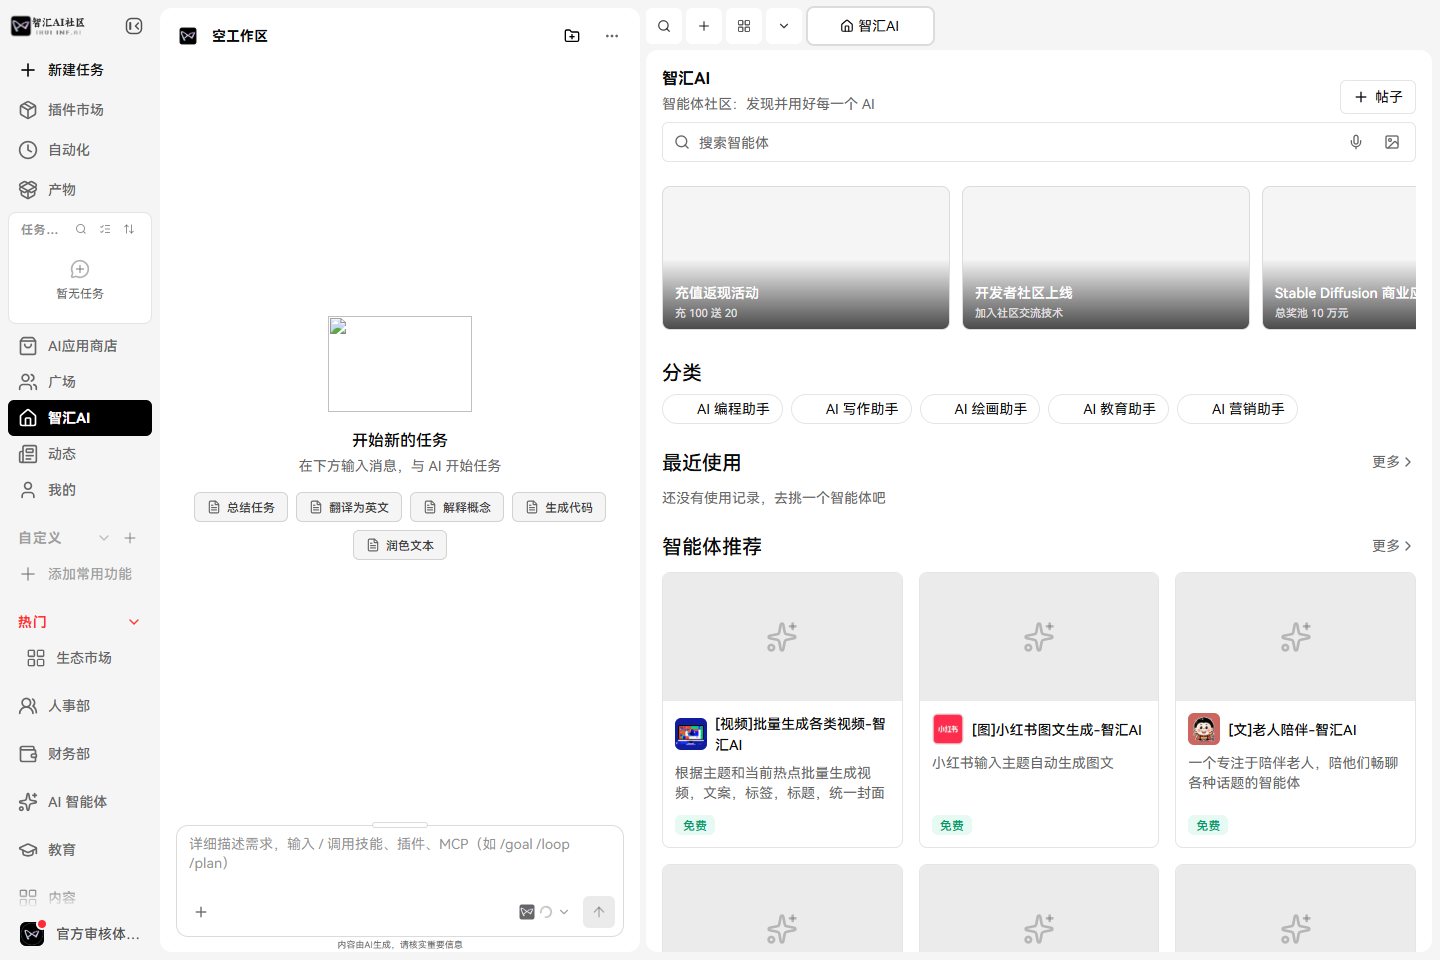 智汇AI社区
新建任务
插件市场
自动化
产物
任务...
暂无任务
AI应用商店
广场
智汇AI
动态
我的
自定义
添加常用功能
热门
生态市场
人事部
财务部
AI 智能体
教育
内容
官方审核体...
空工作区
开始新的任务
在下方输入消息，与 AI 开始任务
总结任务
翻译为英文
解释概念
生成代码
润色文本
详细描述需求，输入 / 调用技能、插件、MCP（如 /goal /loop
/plan）
内容由AI生成，请核实重要信息
智汇AI
智汇AI
智能体社区：发现并用好每一个 AI
帖子
搜索智能体
充值返现活动
充 100 送 20
开发者社区上线
加入社区交流技术
Stable Diffusion 商业应
总奖池 10 万元
分类
AI 编程助手
AI 写作助手
AI 绘画助手
AI 教育助手
AI 营销助手
最近使用
更多
还没有使用记录，去挑一个智能体吧
智能体推荐
更多
[视频]批量生成各类视频-智
汇AI
根据主题和当前热点批量生成视
频，文案，标签，标题，统一封面
免费
小红书
[图]小红书图文生成-智汇AI
小红书输入主题自动生成图文
免费
[文]老人陪伴-智汇AI
一个专注于陪伴老人，陪他们畅聊
各种话题的智能体
免费